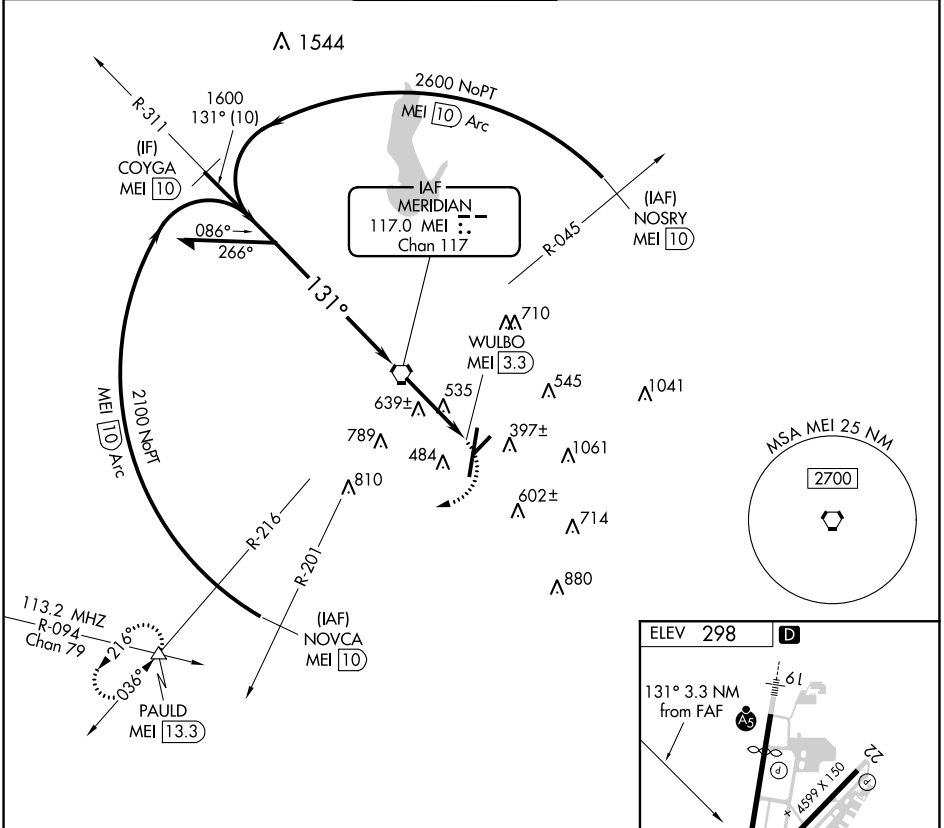 1544
R-311
1600
131° (10)
(IF)
COYGA
MEI 10
2600 NoPT
MEI 10 Arc
IAF
MERIDIAN
117.0 MEI
Chan 117
(IAF)
NOSRY
MEI 10
R-045
086°
266°
131°
710
WULBO
MEI 3.3
535
545
1041
639±
789
484
397±
1061
810
602±
714
880
2100 NoPT
MEI 10 Arc
MSA MEI 25 NM
2700
R-216
R-201
(IAF)
NOVCA
MEI 10
113.2 MHZ
R-094
Chan 79
216°
036°
PAULD
MEI 13.3
ELEV 298
D
131° 3.3 NM
from FAF
A5
19
P
22
P
4599 X 150